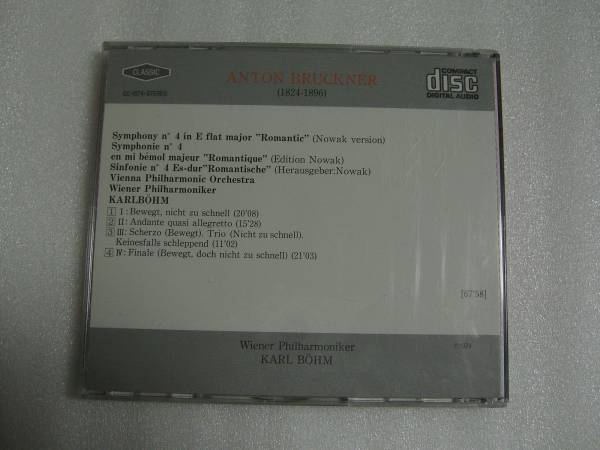 CLASSIC
ANTON BRUCKNER
(1824-1896)
COMPACT
disc
DIGITAL AUDIO
Symphony n° 4 in E flat major "Romantic" (Nowak version)
Symphonie n° 4
en mi bémol majeur "Romantique" (Edition Nowak)
Sinfonie n° 4 Es-dur"Romantische" (Herausgeber:Nowak)
Vienna Philharmonic Orchestra
Wiener Philharmoniker
KARLBÖHM
1 I: Bewegt, nicht zu schnell (20'08)
2 II: Andante quasi allegretto (15'28)
3 III: Scherzo (Bewegt). Trio (Nicht zu schnell).
Keinesfalls schleppend (11'02)
4 IV: Finale (Bewegt, doch nicht zu schnell) (21'03)
[67'58]
Wiener Philharmoniker
KARL BÖHM